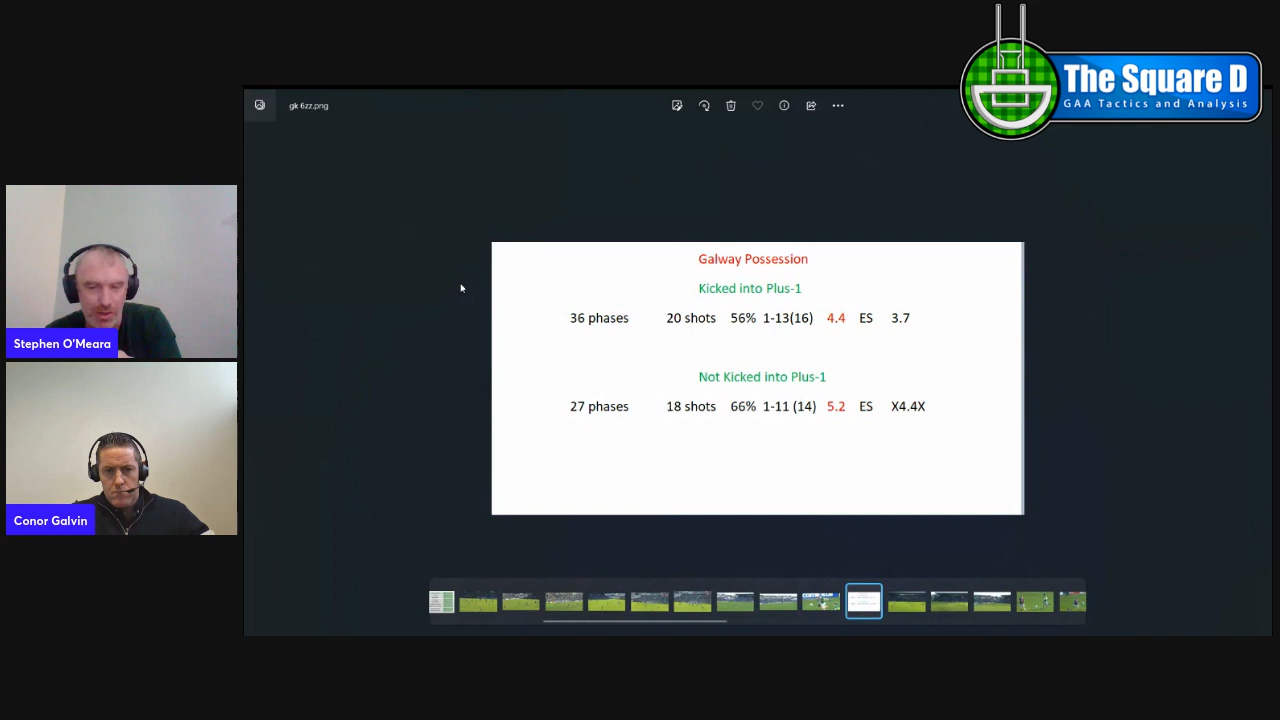 The Square D
GAA Tactics and Analysis
gk 6zz.png
Galway Possession
Kicked into Plus-1
36 phases 20 shots 56% 1-13(16) 4.4 ES 3.7
Not Kicked into Plus-1
27 phases 18 shots 66% 1-11 (14) 5.2 ES X4.4X
Stephen O'Meara
Conor Galvin